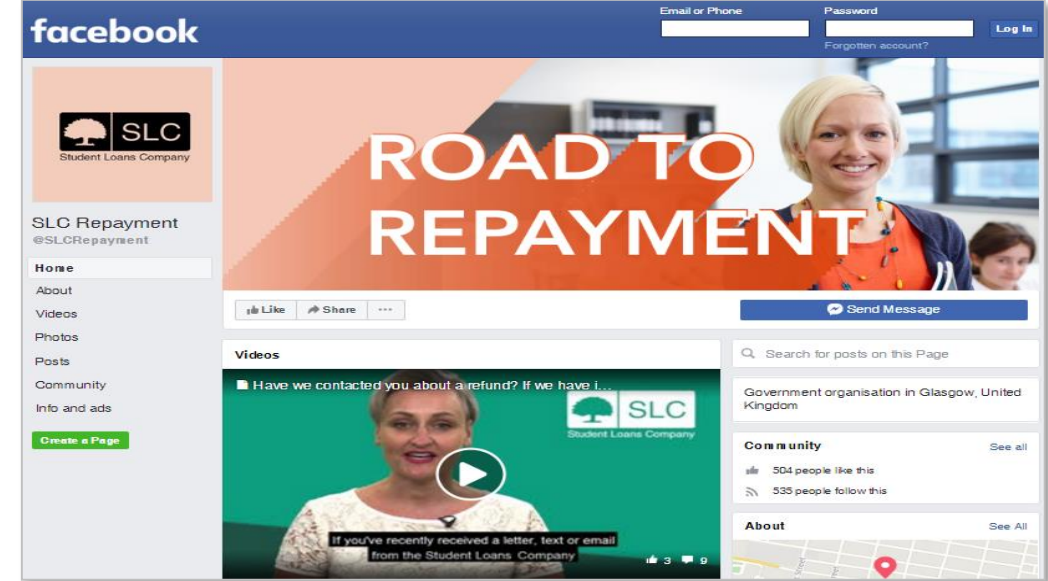 Email or Phone
Password
facebook
Log In
Forgotten account?
SLC
Student Loans Company
SLC Repayment
@SLCRepayment
Home
About
Videos
Photos
Posts
Community
Info and ads
Create a Page
ROAD TO
REPAYMENT
Like
Share
...
Send Message
Videos
Have we contacted you about a refund? If we have i...
SLC
Student Loans Company
If you've recently received a letter, text or email
from the Student Loans Company
3
9
Search for posts on this Page
Government organisation in Glasgow, United
Kingdom
Community
See all
504 people like this
535 people follow this
About
See All
Street